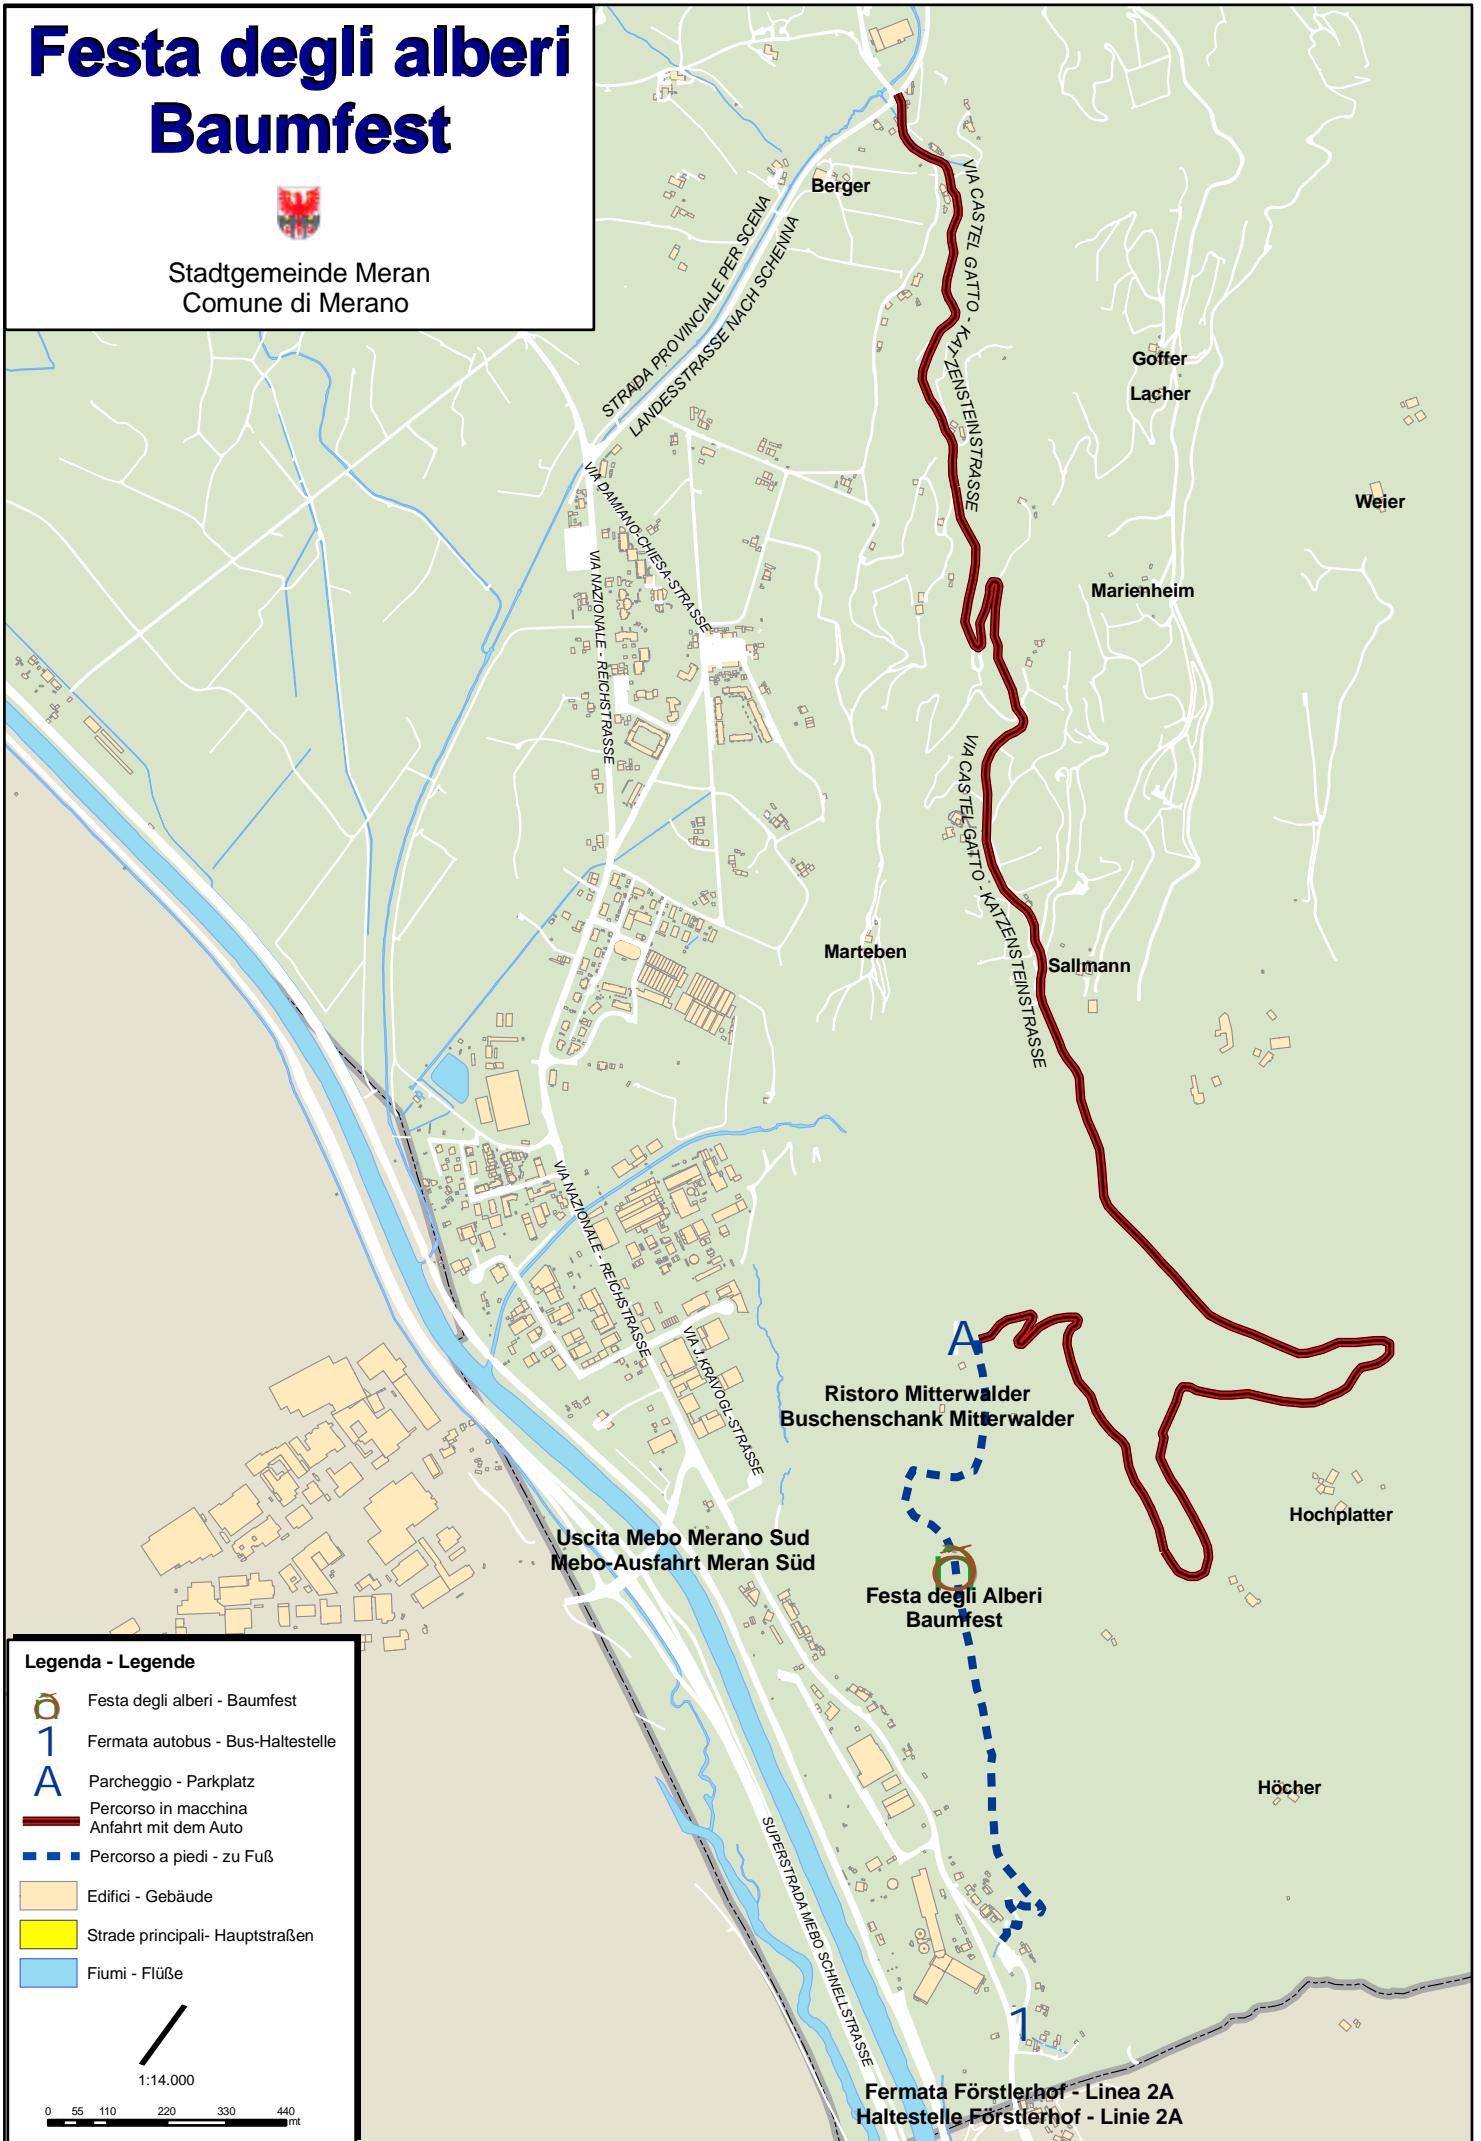 Festa degli alberi
Baumfest
Stadtgemeinde Meran
Comune di Merano
Berger
STRADA PROVINCIALE PER SCENA
LANDESSTRASSE NACH SCHENNA
VIA CASTEL GATTO - KATZENSTEINSTRASSE
Goffer
Lacher
Weier
VIA DAMIANO-CHIESA-STRASSE
VIA NAZIONALE - REICHSTRASSE
Marienheim
VIA CASTEL GATTO - KATZENSTEINSTRASSE
Marteben
Sallmann
VIA NAZIONALE - REICHSTRASSE
VIA J.KRAVOGL-STRASSE
A
Ristoro Mitterwalder
Buschenschank Mitterwalder
Hochplatter
Uscita Mebo Merano Sud
Mebo-Ausfahrt Meran Süd
Festa degli Alberi
Baumfest
Höcher
SUPERSTRADA MEBO SCHNELLSTRASSE
1
Fermata Förstlerhof - Linea 2A
Haltestelle Förstlerhof - Linie 2A
Legenda - Legende
Festa degli alberi - Baumfest
1 Fermata autobus - Bus-Haltestelle
A Parcheggio - Parkplatz
Percorso in macchina
Anfahrt mit dem Auto
Percorso a piedi - zu Fuß
Edifici - Gebäude
Strade principali- Hauptstraßen
Fiumi - Flüße
1:14.000
0 55 110 220 330 440
mt